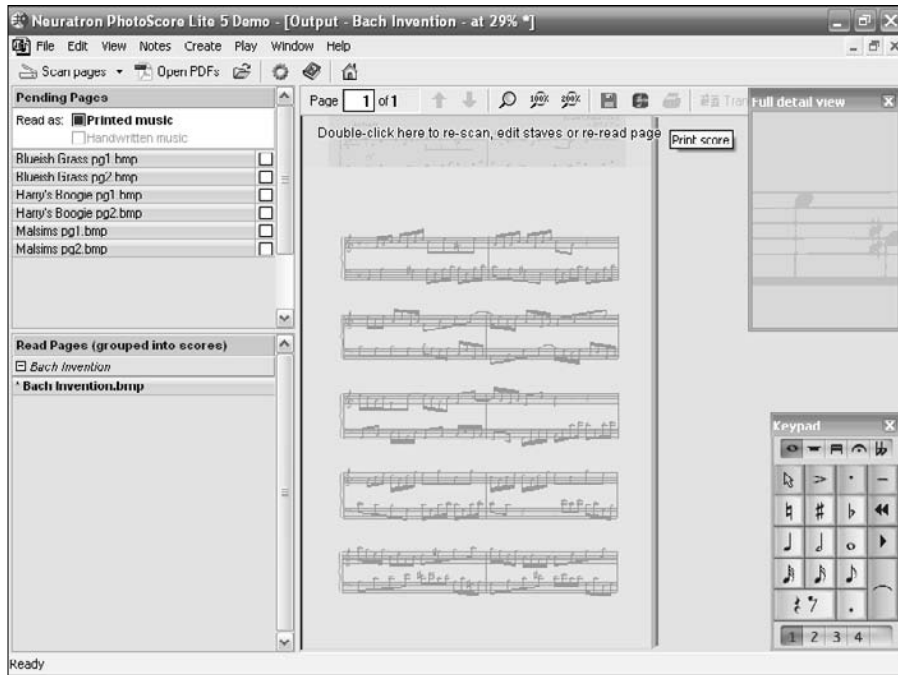 Neuratron PhotoScore Lite 5 Demo - [Output - Bach Invention - at 29% *]
File Edit View Notes Create Play Window Help
Scan pages Open PDFs
Pending Pages
Read as: Printed music
Handwritten music
Blueish Grass pg1.bmp
Blueish Grass pg2.bmp
Harry's Boogie pg1.bmp
Harry's Boogie pg2.bmp
Malsims pg1.bmp
Malsims pg2.bmp
Read Pages (grouped into scores)
Bach Invention
* Bach Invention.bmp
Page 1 of 1 100% 200% Tran
Double-click here to re-scan, edit staves or re-read page
Print score
Full detail view
Keypad
1 2 3 4
Ready